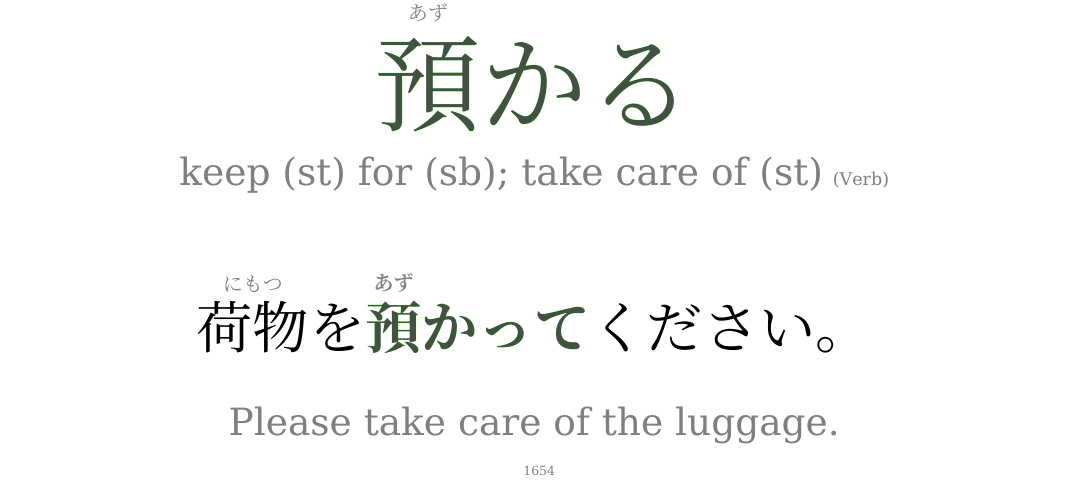 あず
預かる
keep (st) for (sb); take care of (st) (Verb)
にもつ あず
荷物を預かってください。
Please take care of the luggage.
1654